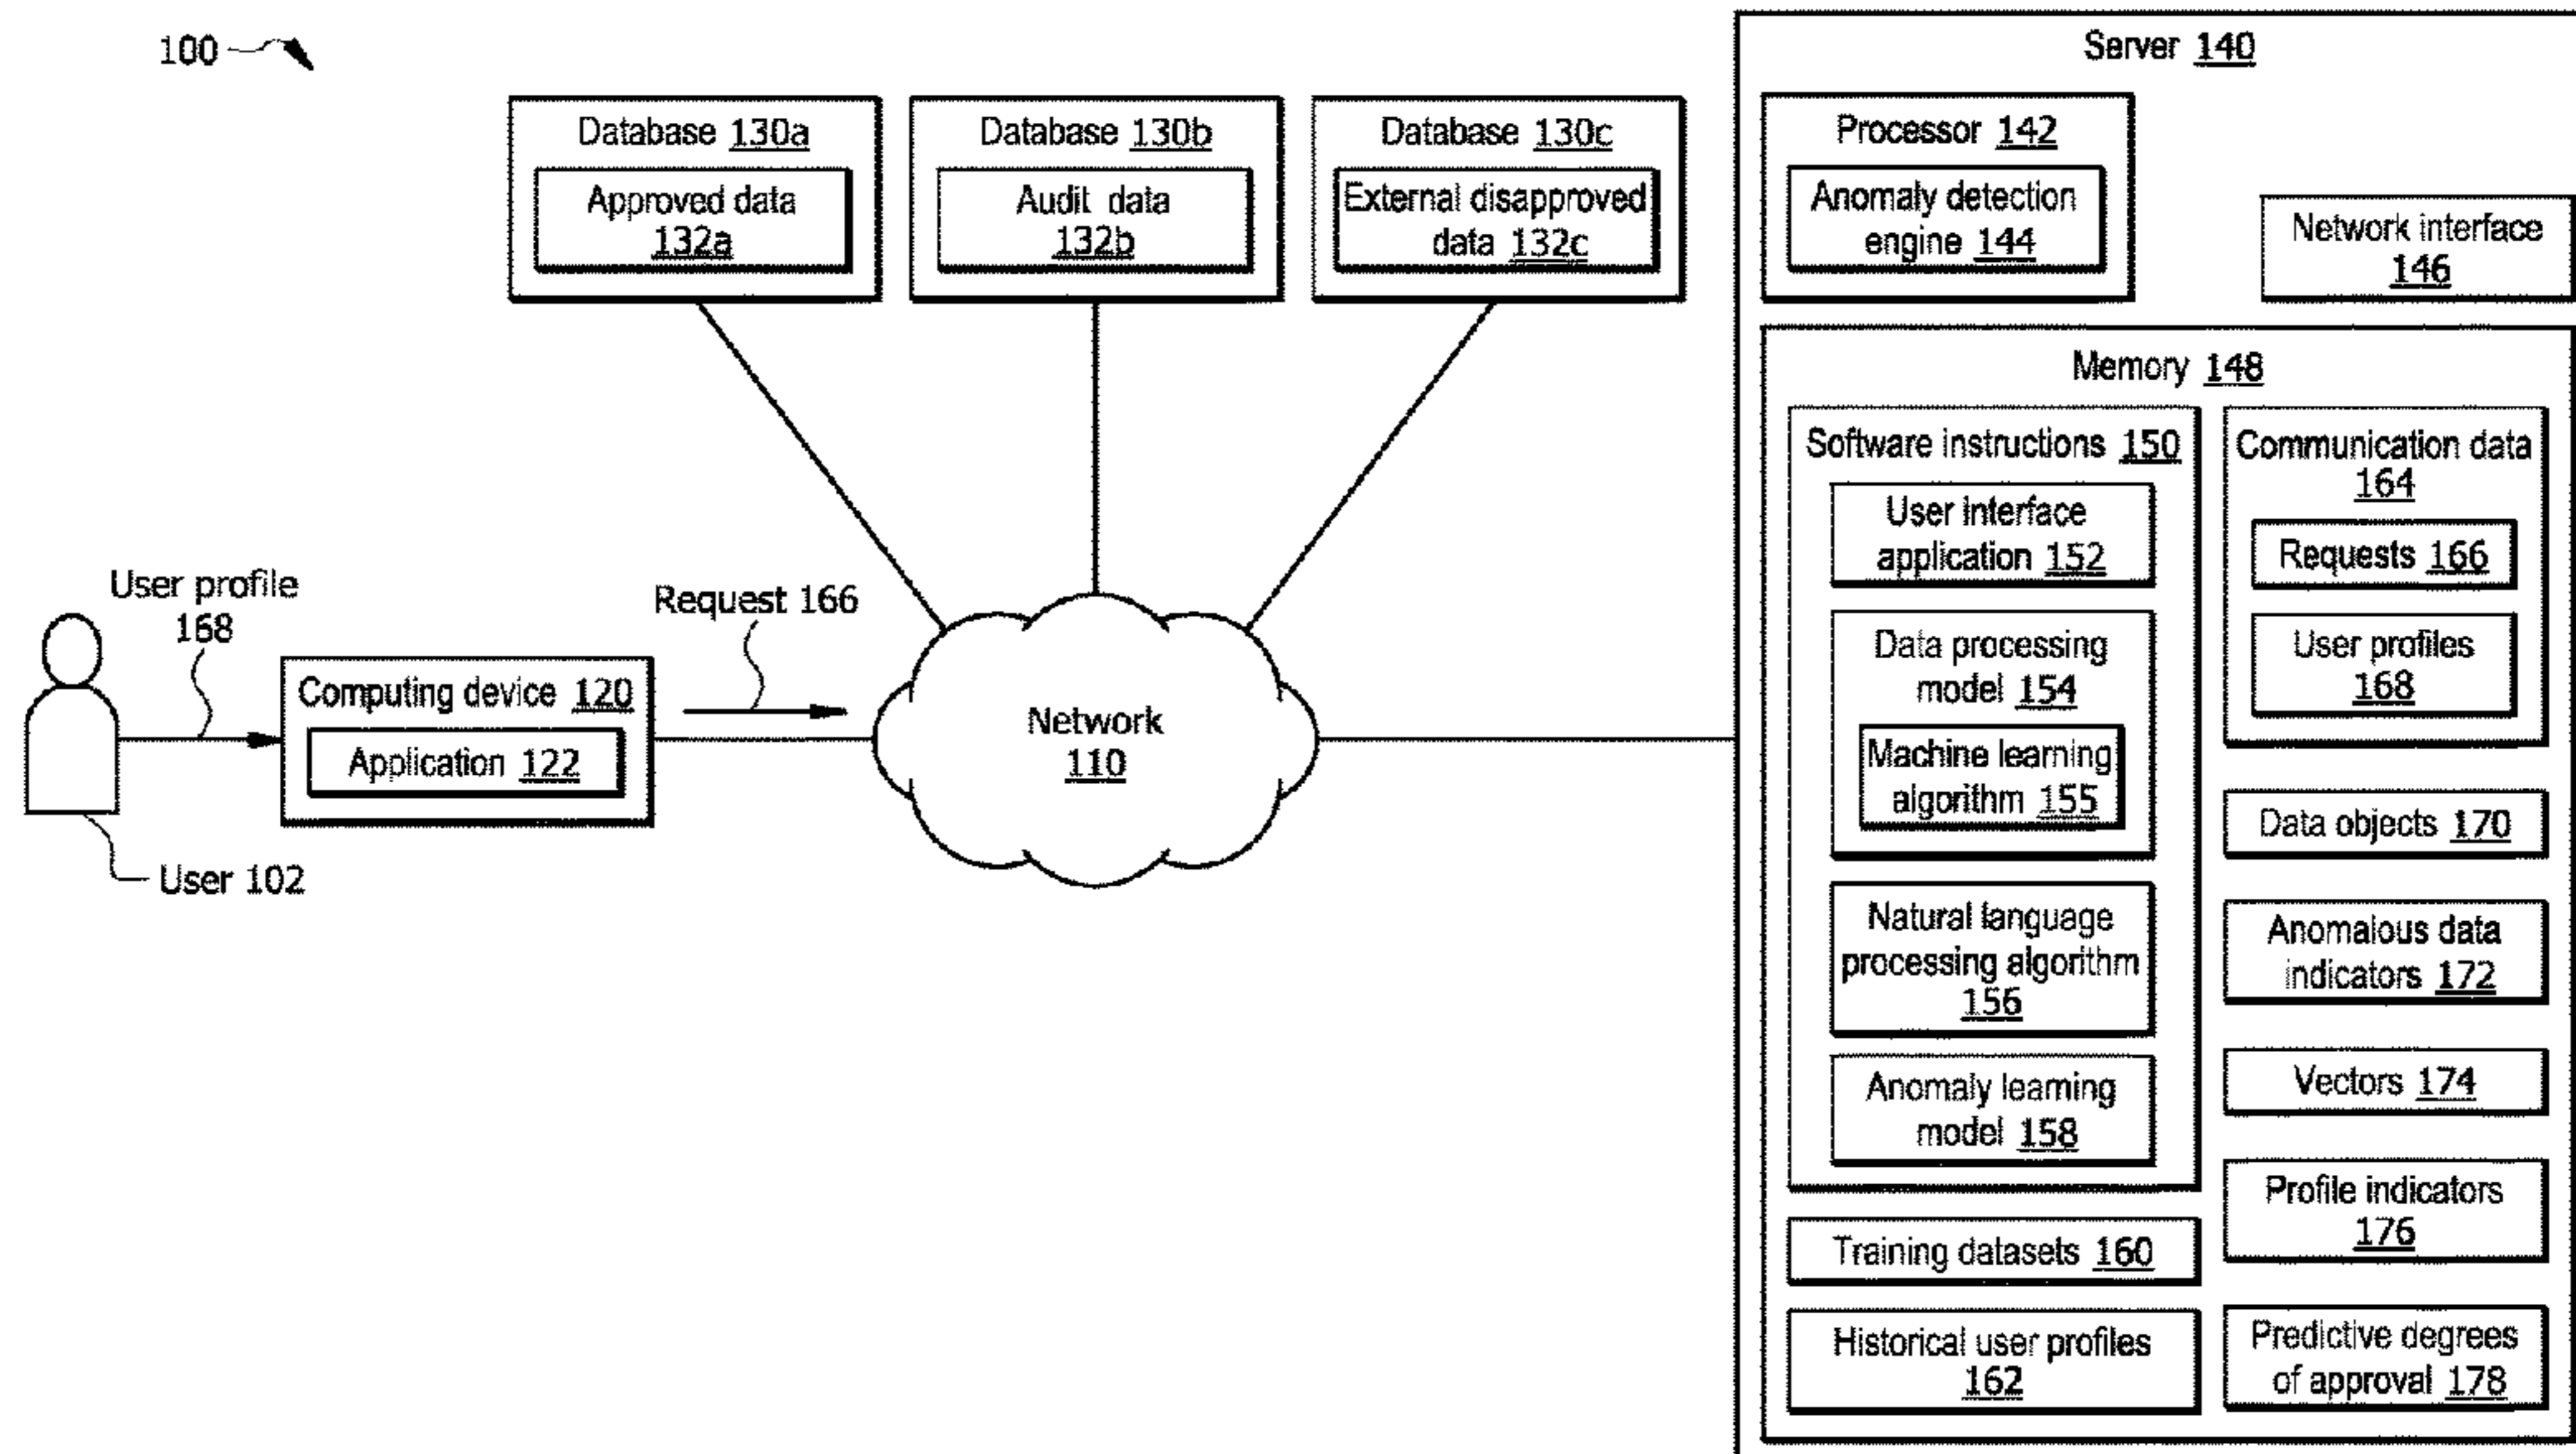 100
Server 140
Database 130a
Approved data
132a
Database 130b
Audit data
132b
Database 130c
External disapproved
data 132c
Processor 142
Anomaly detection
engine 144
Network interface
146
Memory 148
Software instructions 150
User interface
application 152
Data processing
model 154
Machine learning
algorithm 155
Natural language
processing algorithm
156
Anomaly learning
model 158
Training datasets 160
Historical user profiles
162
Communication data
164
Requests 166
User profiles
168
Data objects 170
Anomalous data
indicators 172
Vectors 174
Profile indicators
176
Predictive degrees
of approval 178
User profile
168
Computing device 120
Application 122
Request 166
Network
110
User 102